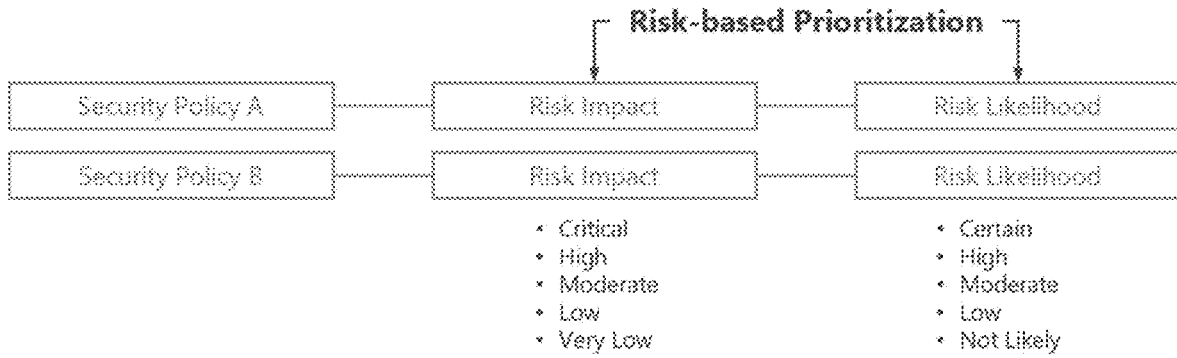 Risk-based Prioritization
Security Policy A Risk Impact Risk Likelihood
Security Policy B Risk Impact Risk Likelihood
• Critical • Certain
• High • High
• Moderate • Moderate
• Low • Low
• Very Low • Not Likely